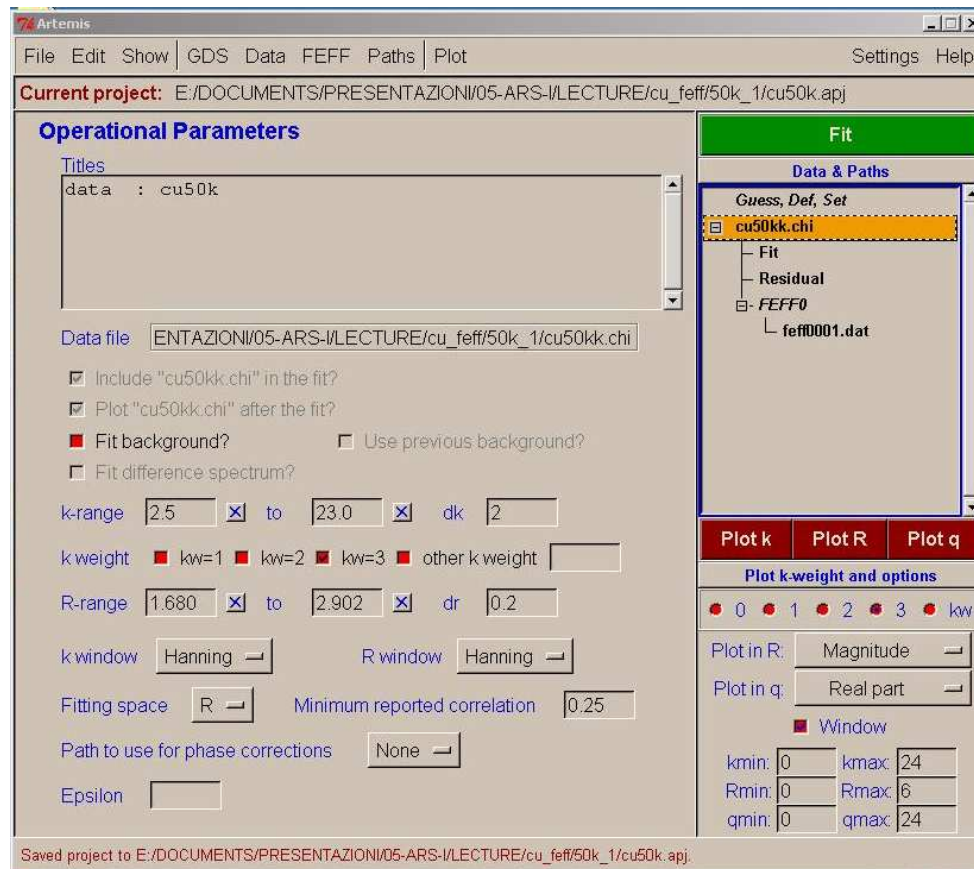 Artemis
File Edit Show GDS Data FEFF Paths Plot Settings Help
Current project: E:/DOCUMENTS/PRESENTAZIONI/05-ARS-I/LECTURE/cu_feff/50k_1/cu50k.apj
Operational Parameters
Titles
data : cu50k
Data file ENTAZIONI/05-ARS-I/LECTURE/cu_feff/50k_1/cu50kk.chi
Include "cu50kk.chi" in the fit?
Plot "cu50kk.chi" after the fit?
Fit background? Use previous background?
Fit difference spectrum?
k-range 2.5 to 23.0 dk 2
k weight kw=1 kw=2 kw=3 other k weight
R-range 1.680 to 2.902 dr 0.2
k window Hanning R window Hanning
Fitting space R Minimum reported correlation 0.25
Path to use for phase corrections None
Epsilon
Fit
Data & Paths
Guess, Def, Set
cu50kk.chi
Fit
Residual
FEFF0
feff0001.dat
Plot k Plot R Plot q
Plot k-weight and options
0 1 2 3 kw
Plot in R: Magnitude
Plot in q: Real part
Window
kmin: 0 kmax: 24
Rmin: 0 Rmax: 6
qmin: 0 qmax: 24
Saved project to E:/DOCUMENTS/PRESENTAZIONI/05-ARS-I/LECTURE/cu_feff/50k_1/cu50k.apj.